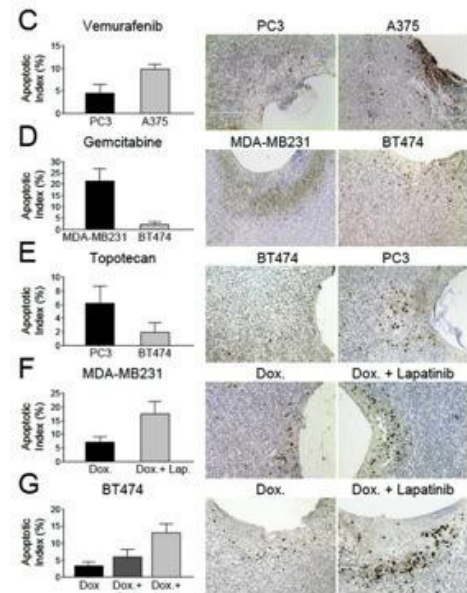 C
Vemurafenib
PC3
A375
Apoptotic
Index (%)
15
10
5
0
PC3
A375
D
Gemcitabine
MDA-MB231
BT474
Apoptotic
Index (%)
30
25
20
15
10
5
0
MDA-MB231
BT474
E
Topotecan
BT474
PC3
Apoptotic
Index (%)
10
8
6
4
2
0
PC3
BT474
F
MDA-MB231
Dox.
Dox. + Lapatinib
Apoptotic
Index (%)
25
20
15
10
5
0
Dox.
Dox.+ Lap.
G
BT474
Dox.
Dox. + Lapatinib
Apoptotic
Index (%)
20
15
10
5
0
Dox
Dox.+
Dox.+